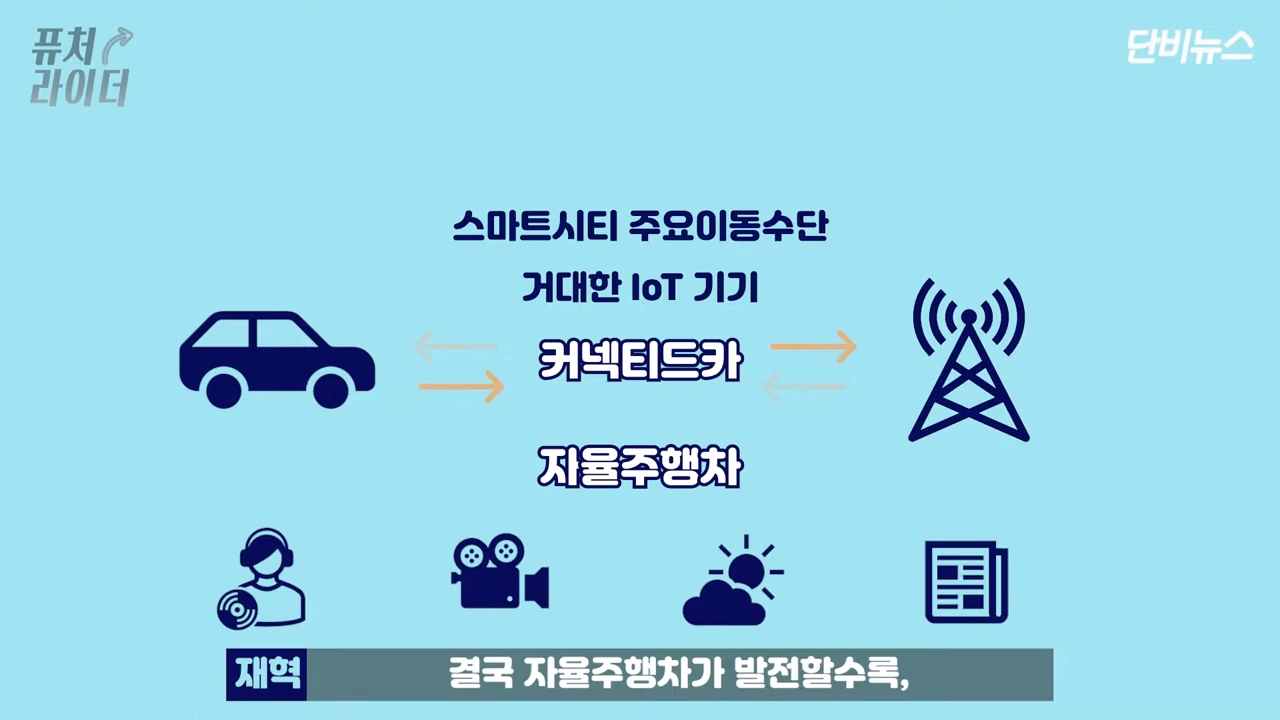 퓨처
라이더
단비뉴스
스마트시티 주요이동수단
거대한 IoT 기기
커넥티드카
자율주행차
재혁
결국 자율주행차가 발전할수록,